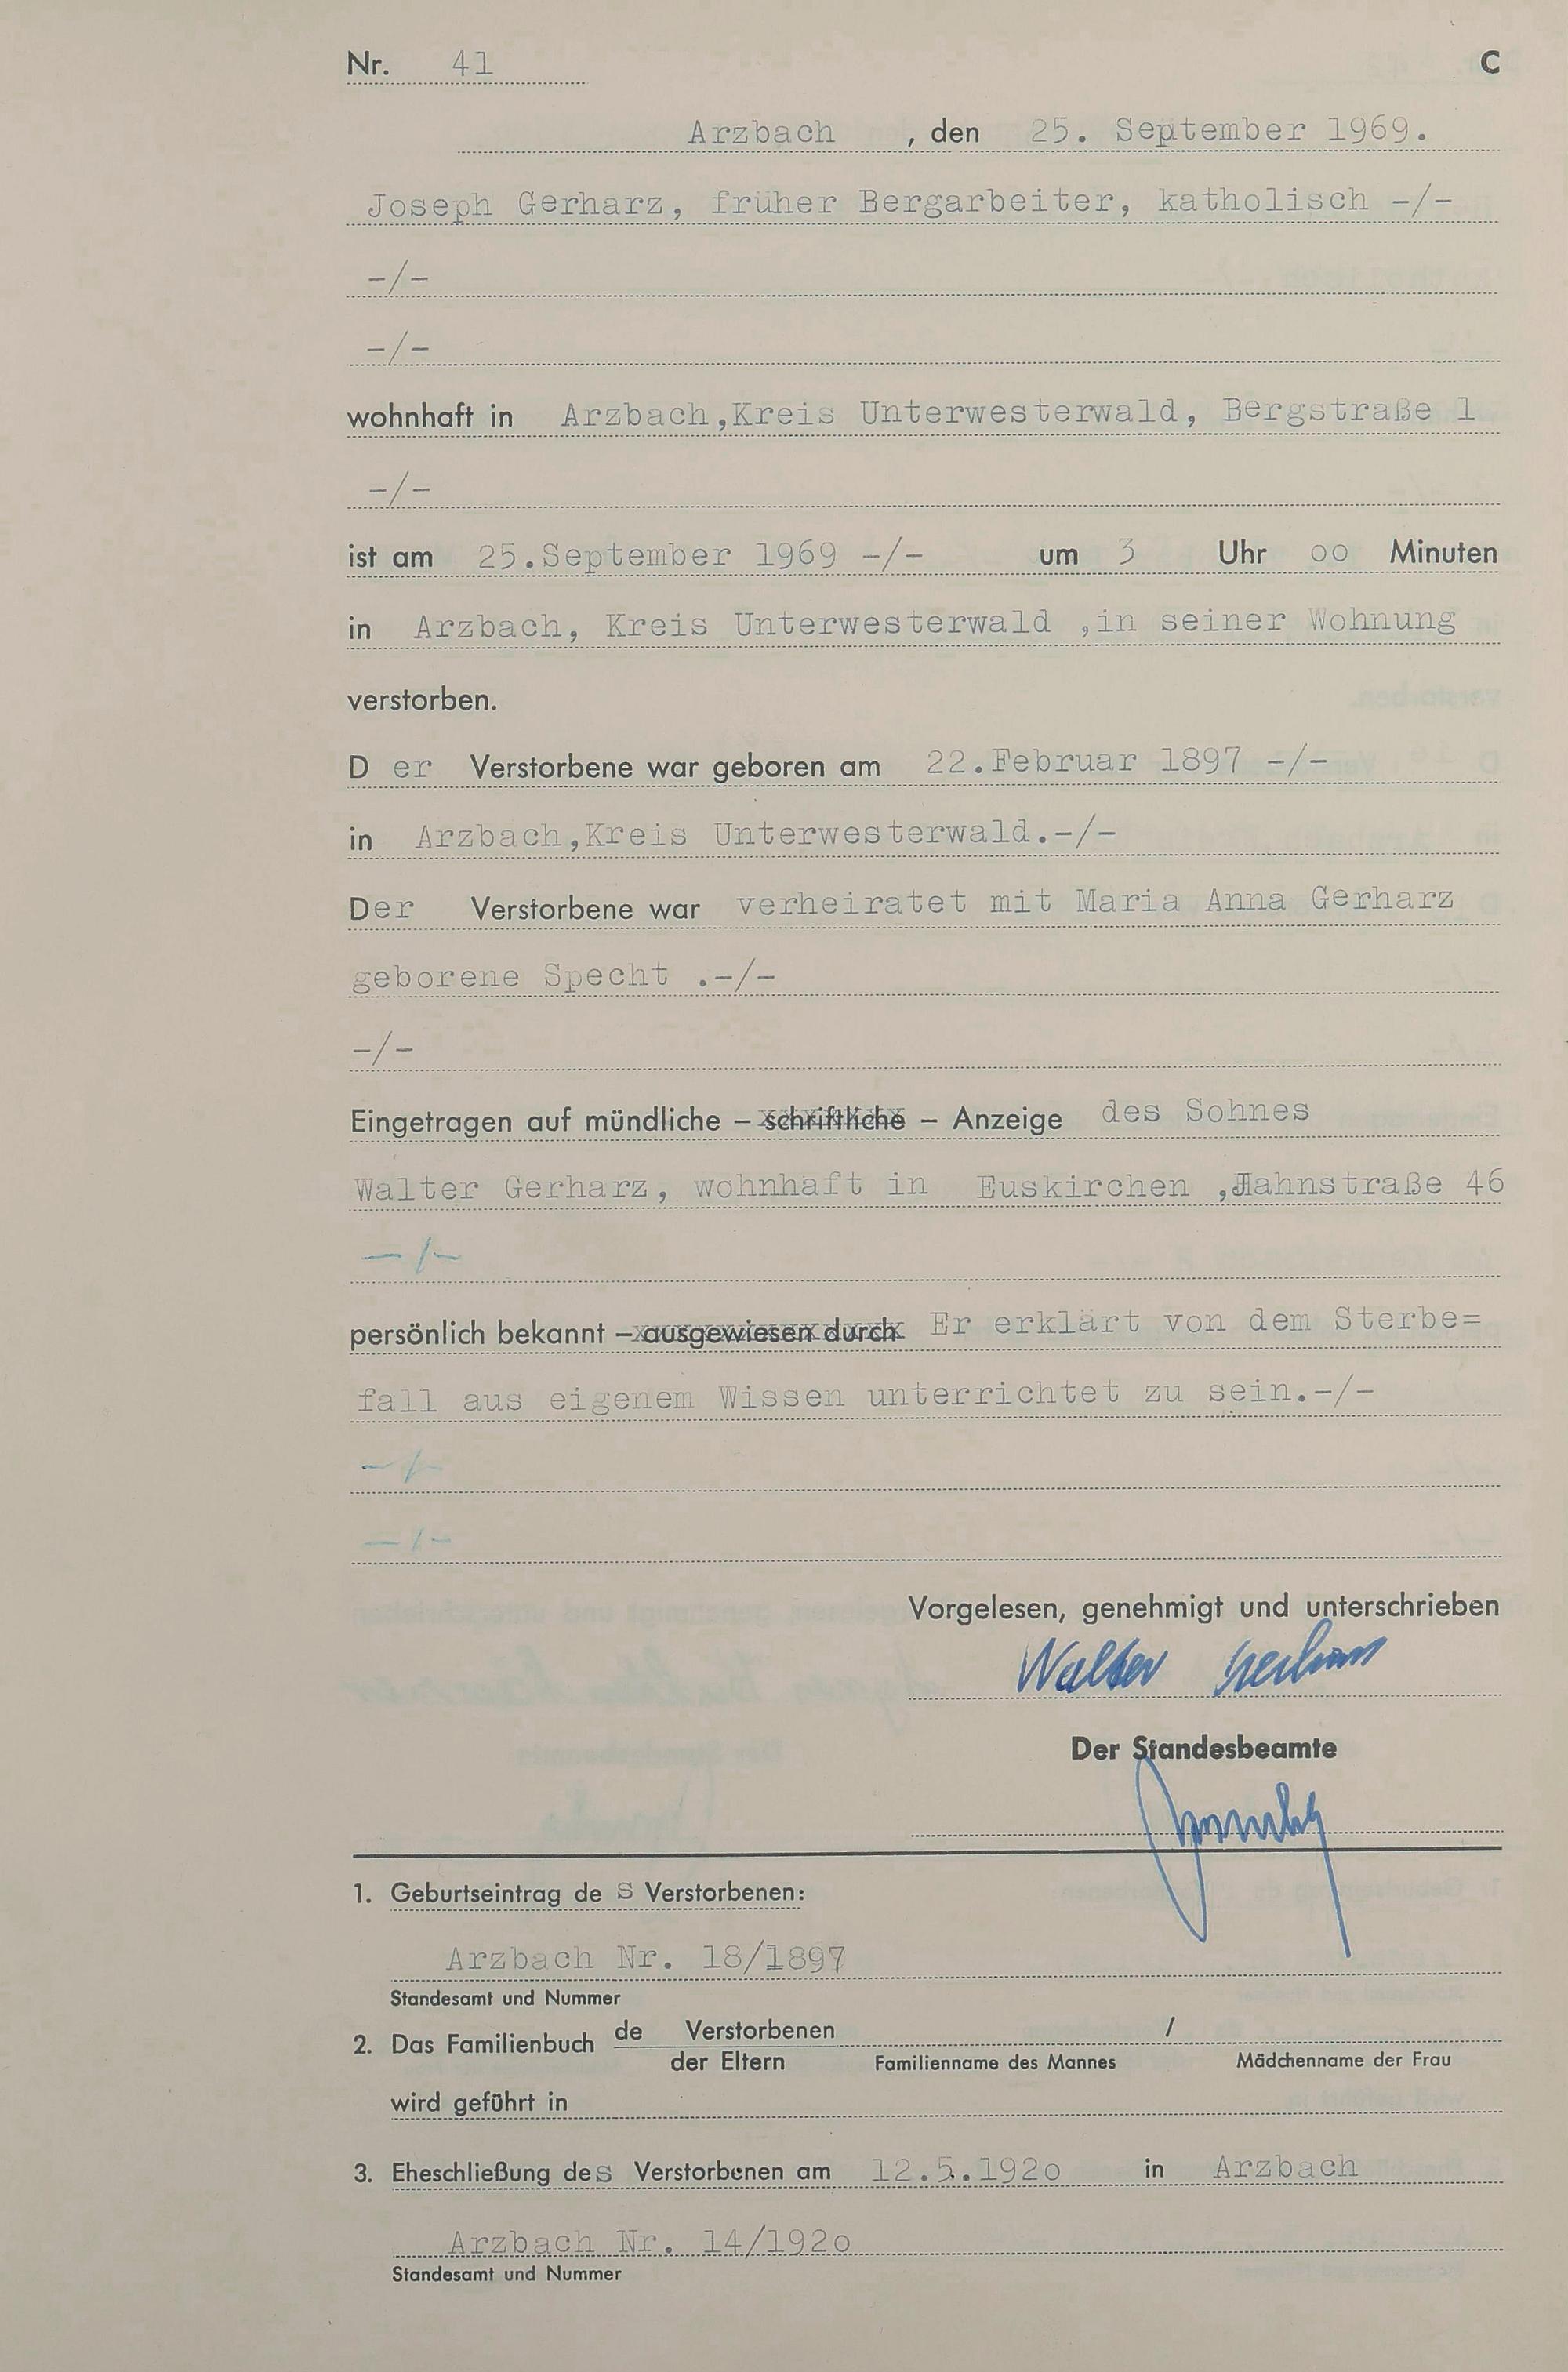 Nr. 41 C
Arzbach , den 25. September 1969.
Joseph Gerharz, früher Bergarbeiter, katholisch -/-
-/-
-/-
wohnhaft in Arzbach,Kreis Unterwesterwald, Bergstraße 1
-/-
ist am 25.September 1969 -/- um 3 Uhr oo Minuten
in Arzbach, Kreis Unterwesterwald ,in seiner Wohnung
verstorben.
D er Verstorbene war geboren am 22.Februar 1897 -/-
in Arzbach,Kreis Unterwesterwald.-/-
Der Verstorbene war verheiratet mit Maria Anna Gerharz
geborene Specht .-/-
-/-
Eingetragen auf mündliche – schriftliche – Anzeige des Sohnes
Walter Gerharz, wohnhaft in Euskirchen ,Jahnstraße 46
-/-
persönlich bekannt – ausgewiesen durch Er erklärt von dem Sterbe=
fall aus eigenem Wissen unterrichtet zu sein.-/-
-/-
-/-
Vorgelesen, genehmigt und unterschrieben
Walter Gerharz
Der Standesbeamte
1. Geburtseintrag de s Verstorbenen:
Arzbach Nr. 18/1897
Standesamt und Nummer
2. Das Familienbuch de Verstorbenen /
der Eltern Familienname des Mannes Mädchenname der Frau
wird geführt in
3. Eheschließung des Verstorbenen am 12.5.192o in Arzbach
Arzbach Nr. 14/192o
Standesamt und Nummer